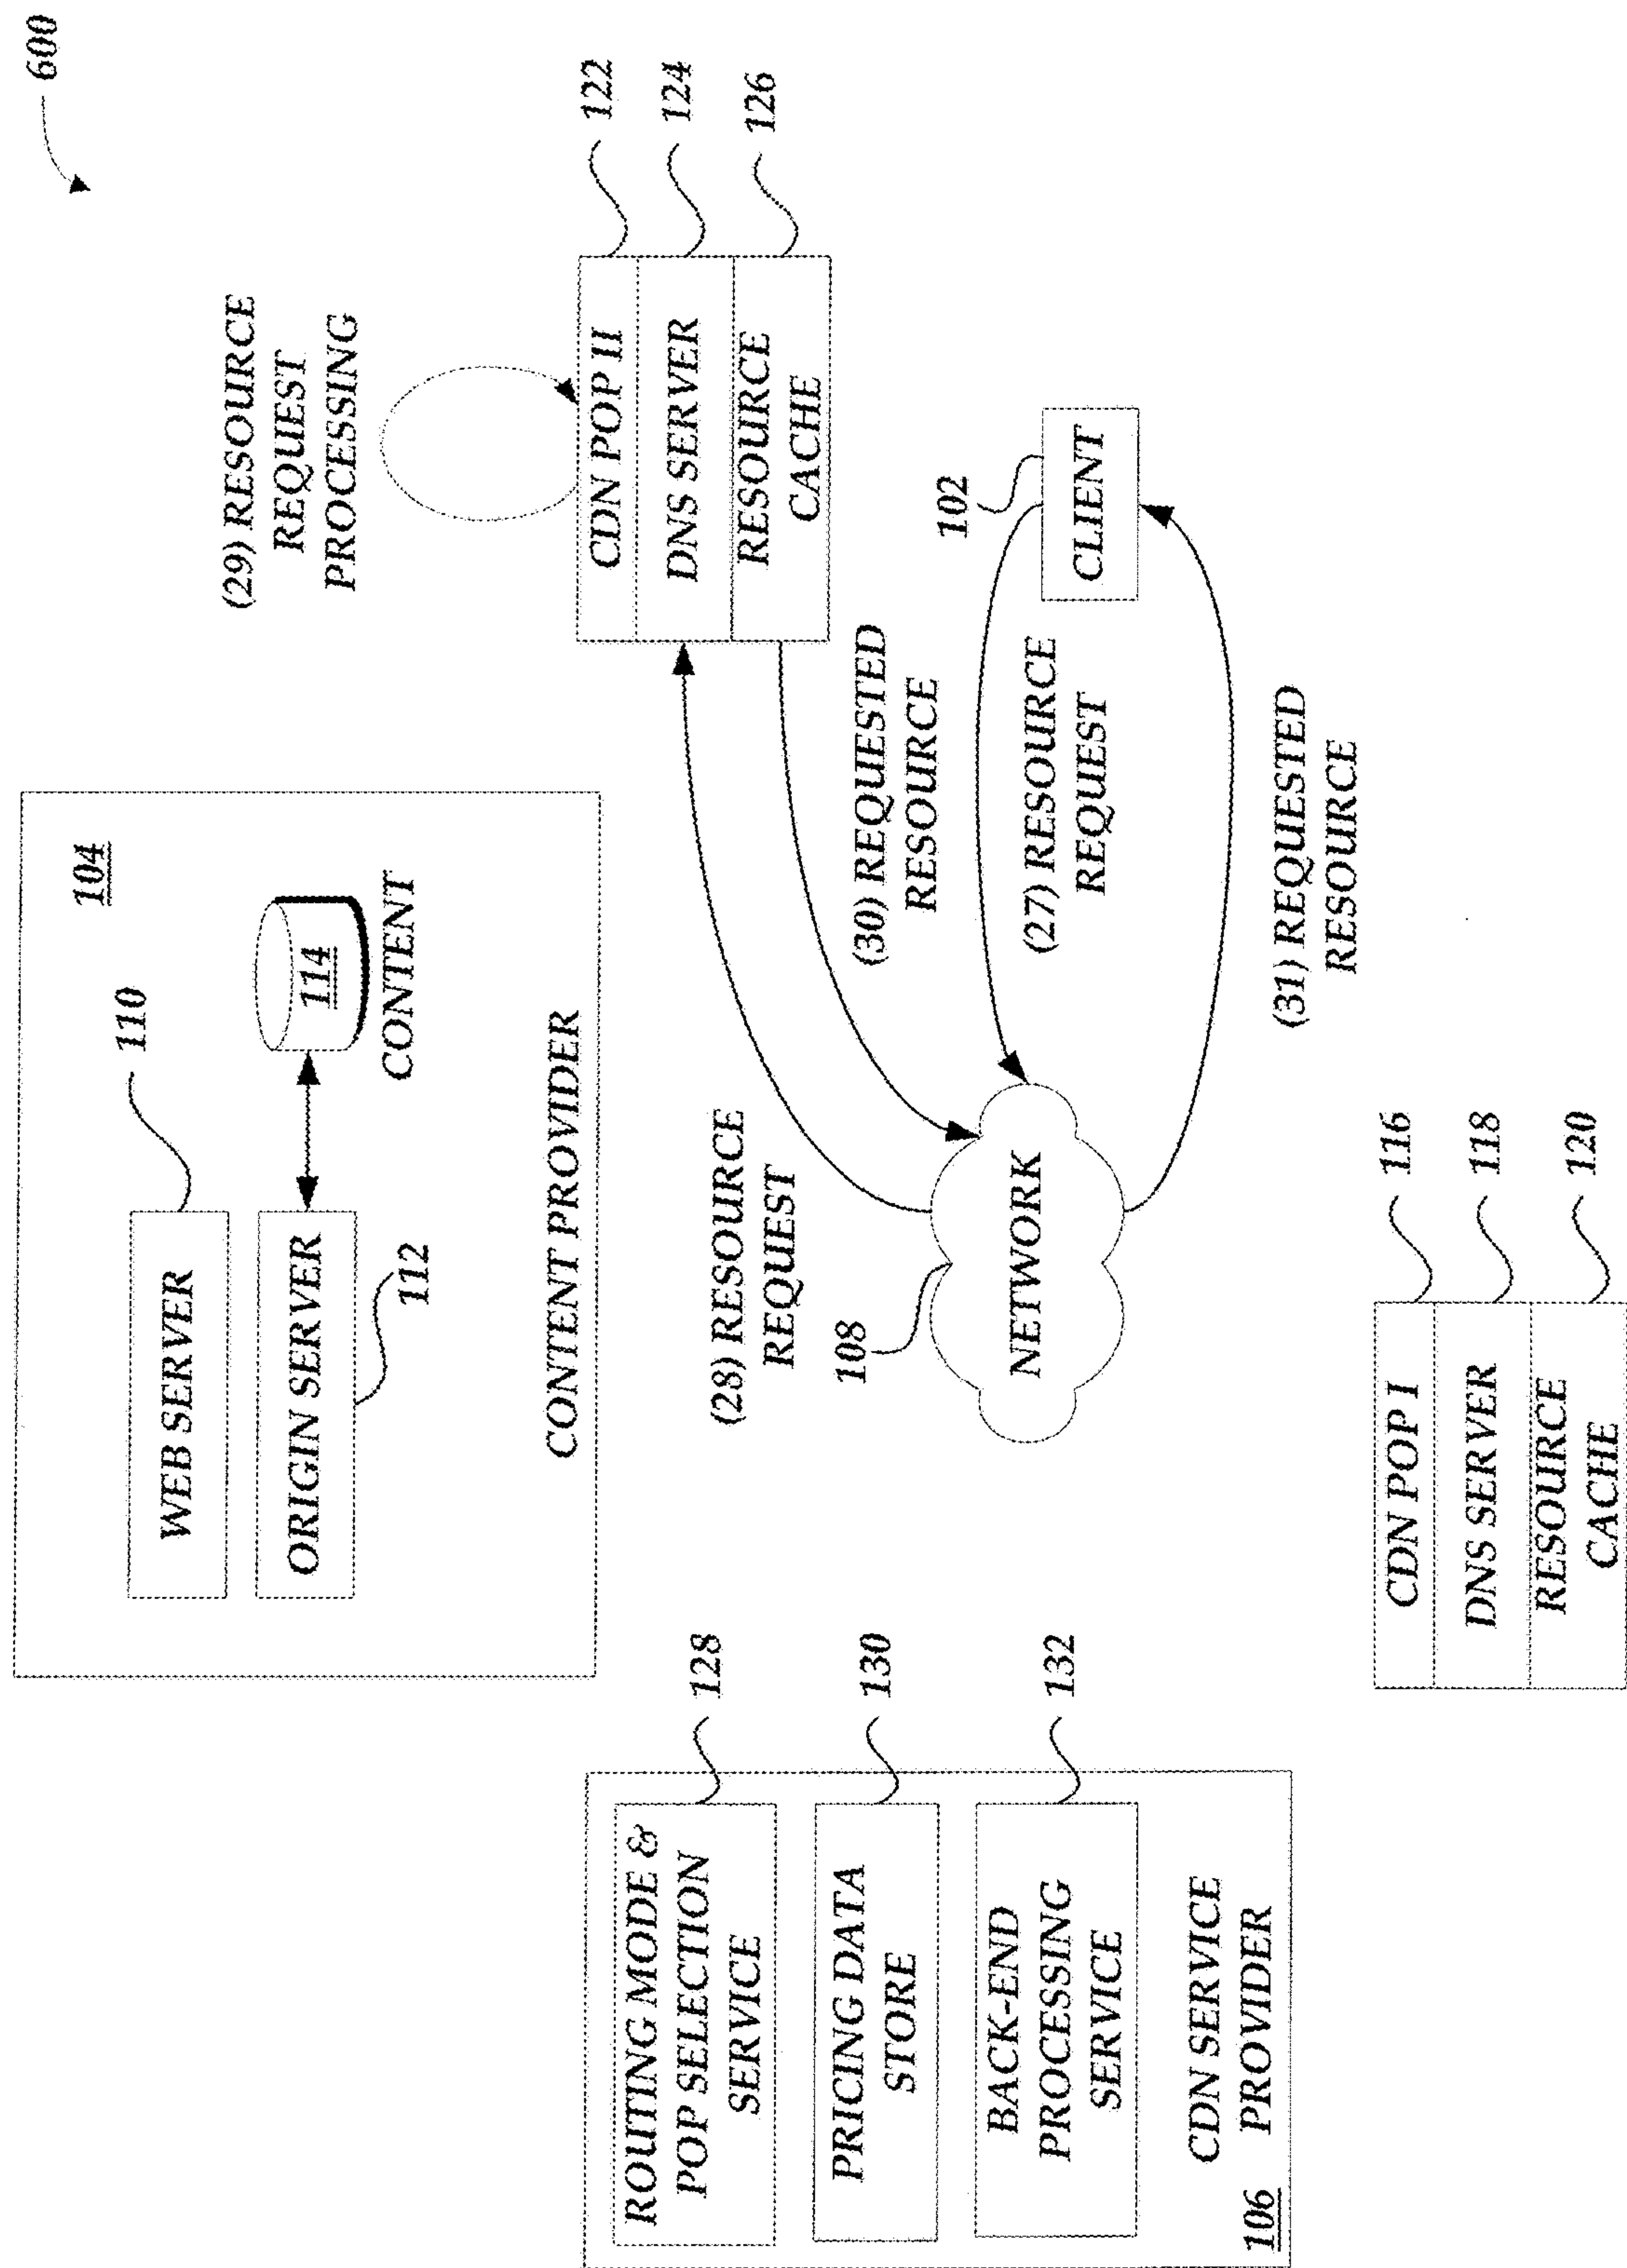 600
104
WEB SERVER
110
ORIGIN SERVER
112
114
CONTENT
CONTENT PROVIDER
(29) RESOURCE
REQUEST
PROCESSING
CDN POP II
122
DNS SERVER
124
RESOURCE
CACHE
126
ROUTING MODE &
POP SELECTION
SERVICE
128
PRICING DATA
STORE
130
BACK-END
PROCESSING
SERVICE
132
CDN SERVICE
PROVIDER
106
(28) RESOURCE
REQUEST
108
NETWORK
(30) REQUESTED
RESOURCE
102
CLIENT
(27) RESOURCE
REQUEST
(31) REQUESTED
RESOURCE
CDN POP I
116
DNS SERVER
118
RESOURCE
CACHE
120